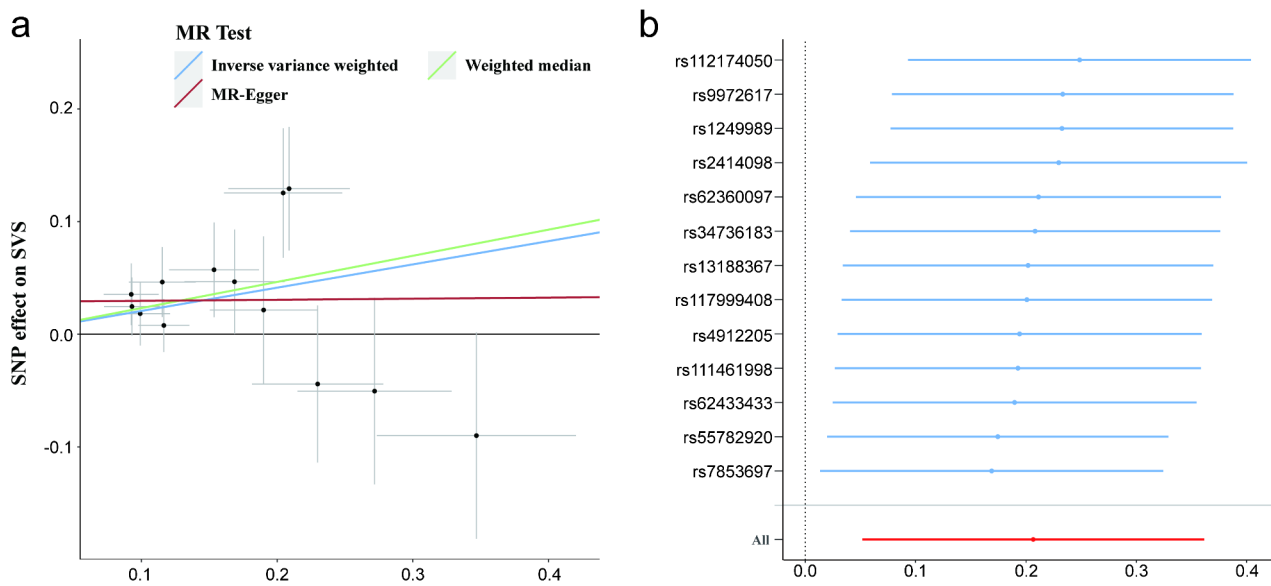 a
MR Test
Inverse variance weighted
Weighted median
MR-Egger
SNP effect on SVS
0.2
0.1
0.0
-0.1
0.1
0.2
0.3
0.4
b
rs112174050
rs9972617
rs1249989
rs2414098
rs62360097
rs34736183
rs13188367
rs117999408
rs4912205
rs111461998
rs62433433
rs55782920
rs7853697
All
0.0
0.1
0.2
0.3
0.4